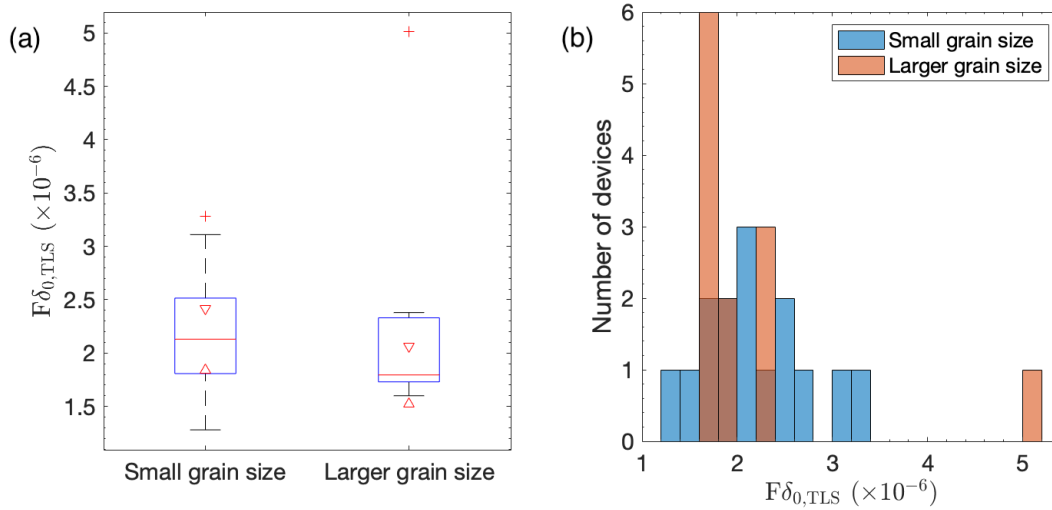 (a)
5
4.5
4
3.5
3
2.5
2
1.5
Fδ0,TLS (×10−6)
Small grain size
Larger grain size
(b)
6
5
4
3
2
1
0
Number of devices
Small grain size
Larger grain size
1
2
3
4
5
Fδ0,TLS (×10−6)